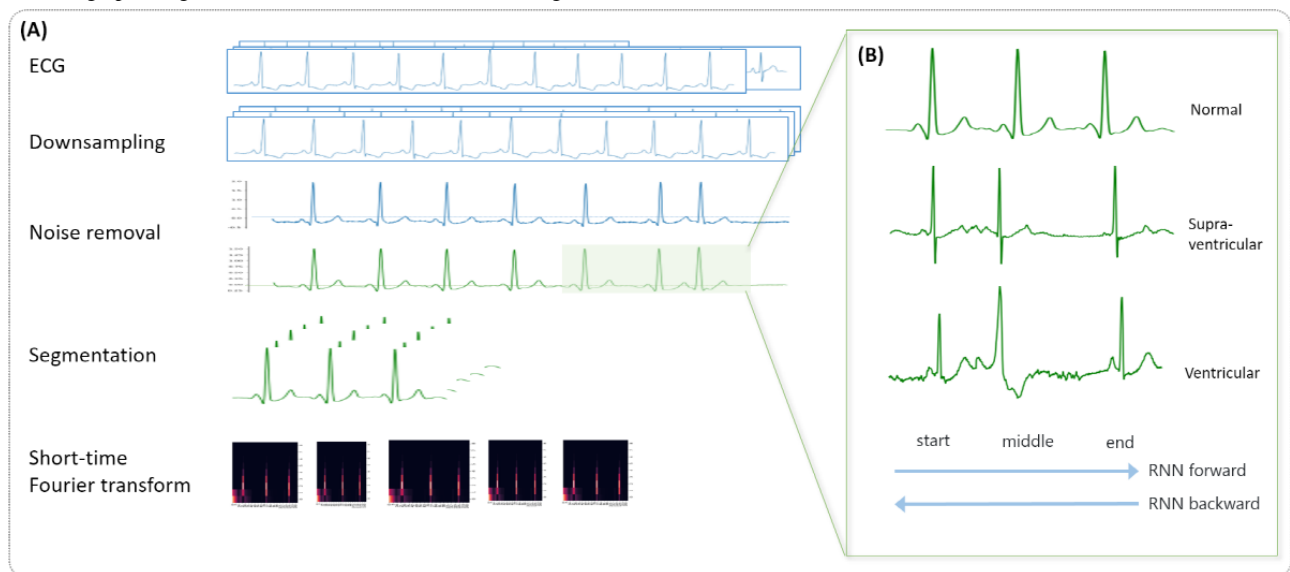 (A)
ECG
Downsampling
Noise removal
Segmentation
Short-time
Fourier transform
(B)
Normal
Supra-
ventricular
Ventricular
start middle end
RNN forward
RNN backward